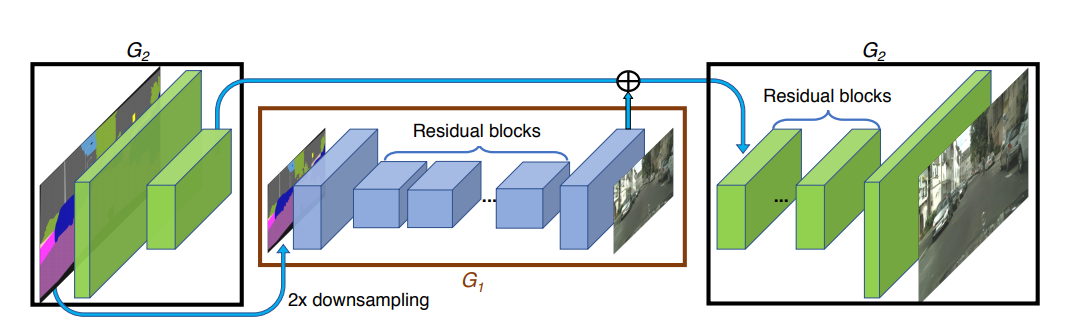 G2
G2
Residual blocks
Residual blocks
...
...
G1
2x downsampling